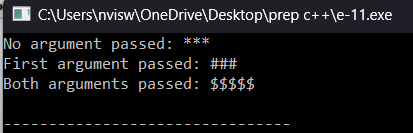 C:\Users\nvisw\OneDrive\Desktop\prep c++\e-11.exe
No argument passed: ***
First argument passed: ###
Both arguments passed: $$$$$
--------------------------------